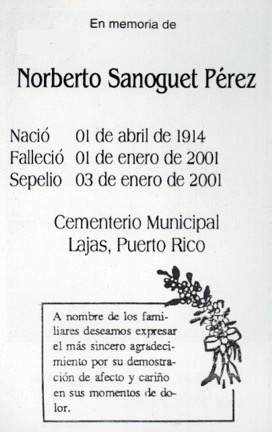 En memoria de
Norberto Sanoguet Pérez
Nació 01 de abril de 1914
Falleció 01 de enero de 2001
Sepelio 03 de enero de 2001
Cementerio Municipal
Lajas, Puerto Rico
A nombre de los fami-
liares deseamos expresar
el más sincero agradeci-
miento por su demostra-
ción de afecto y cariño
en sus momentos de do-
lor.